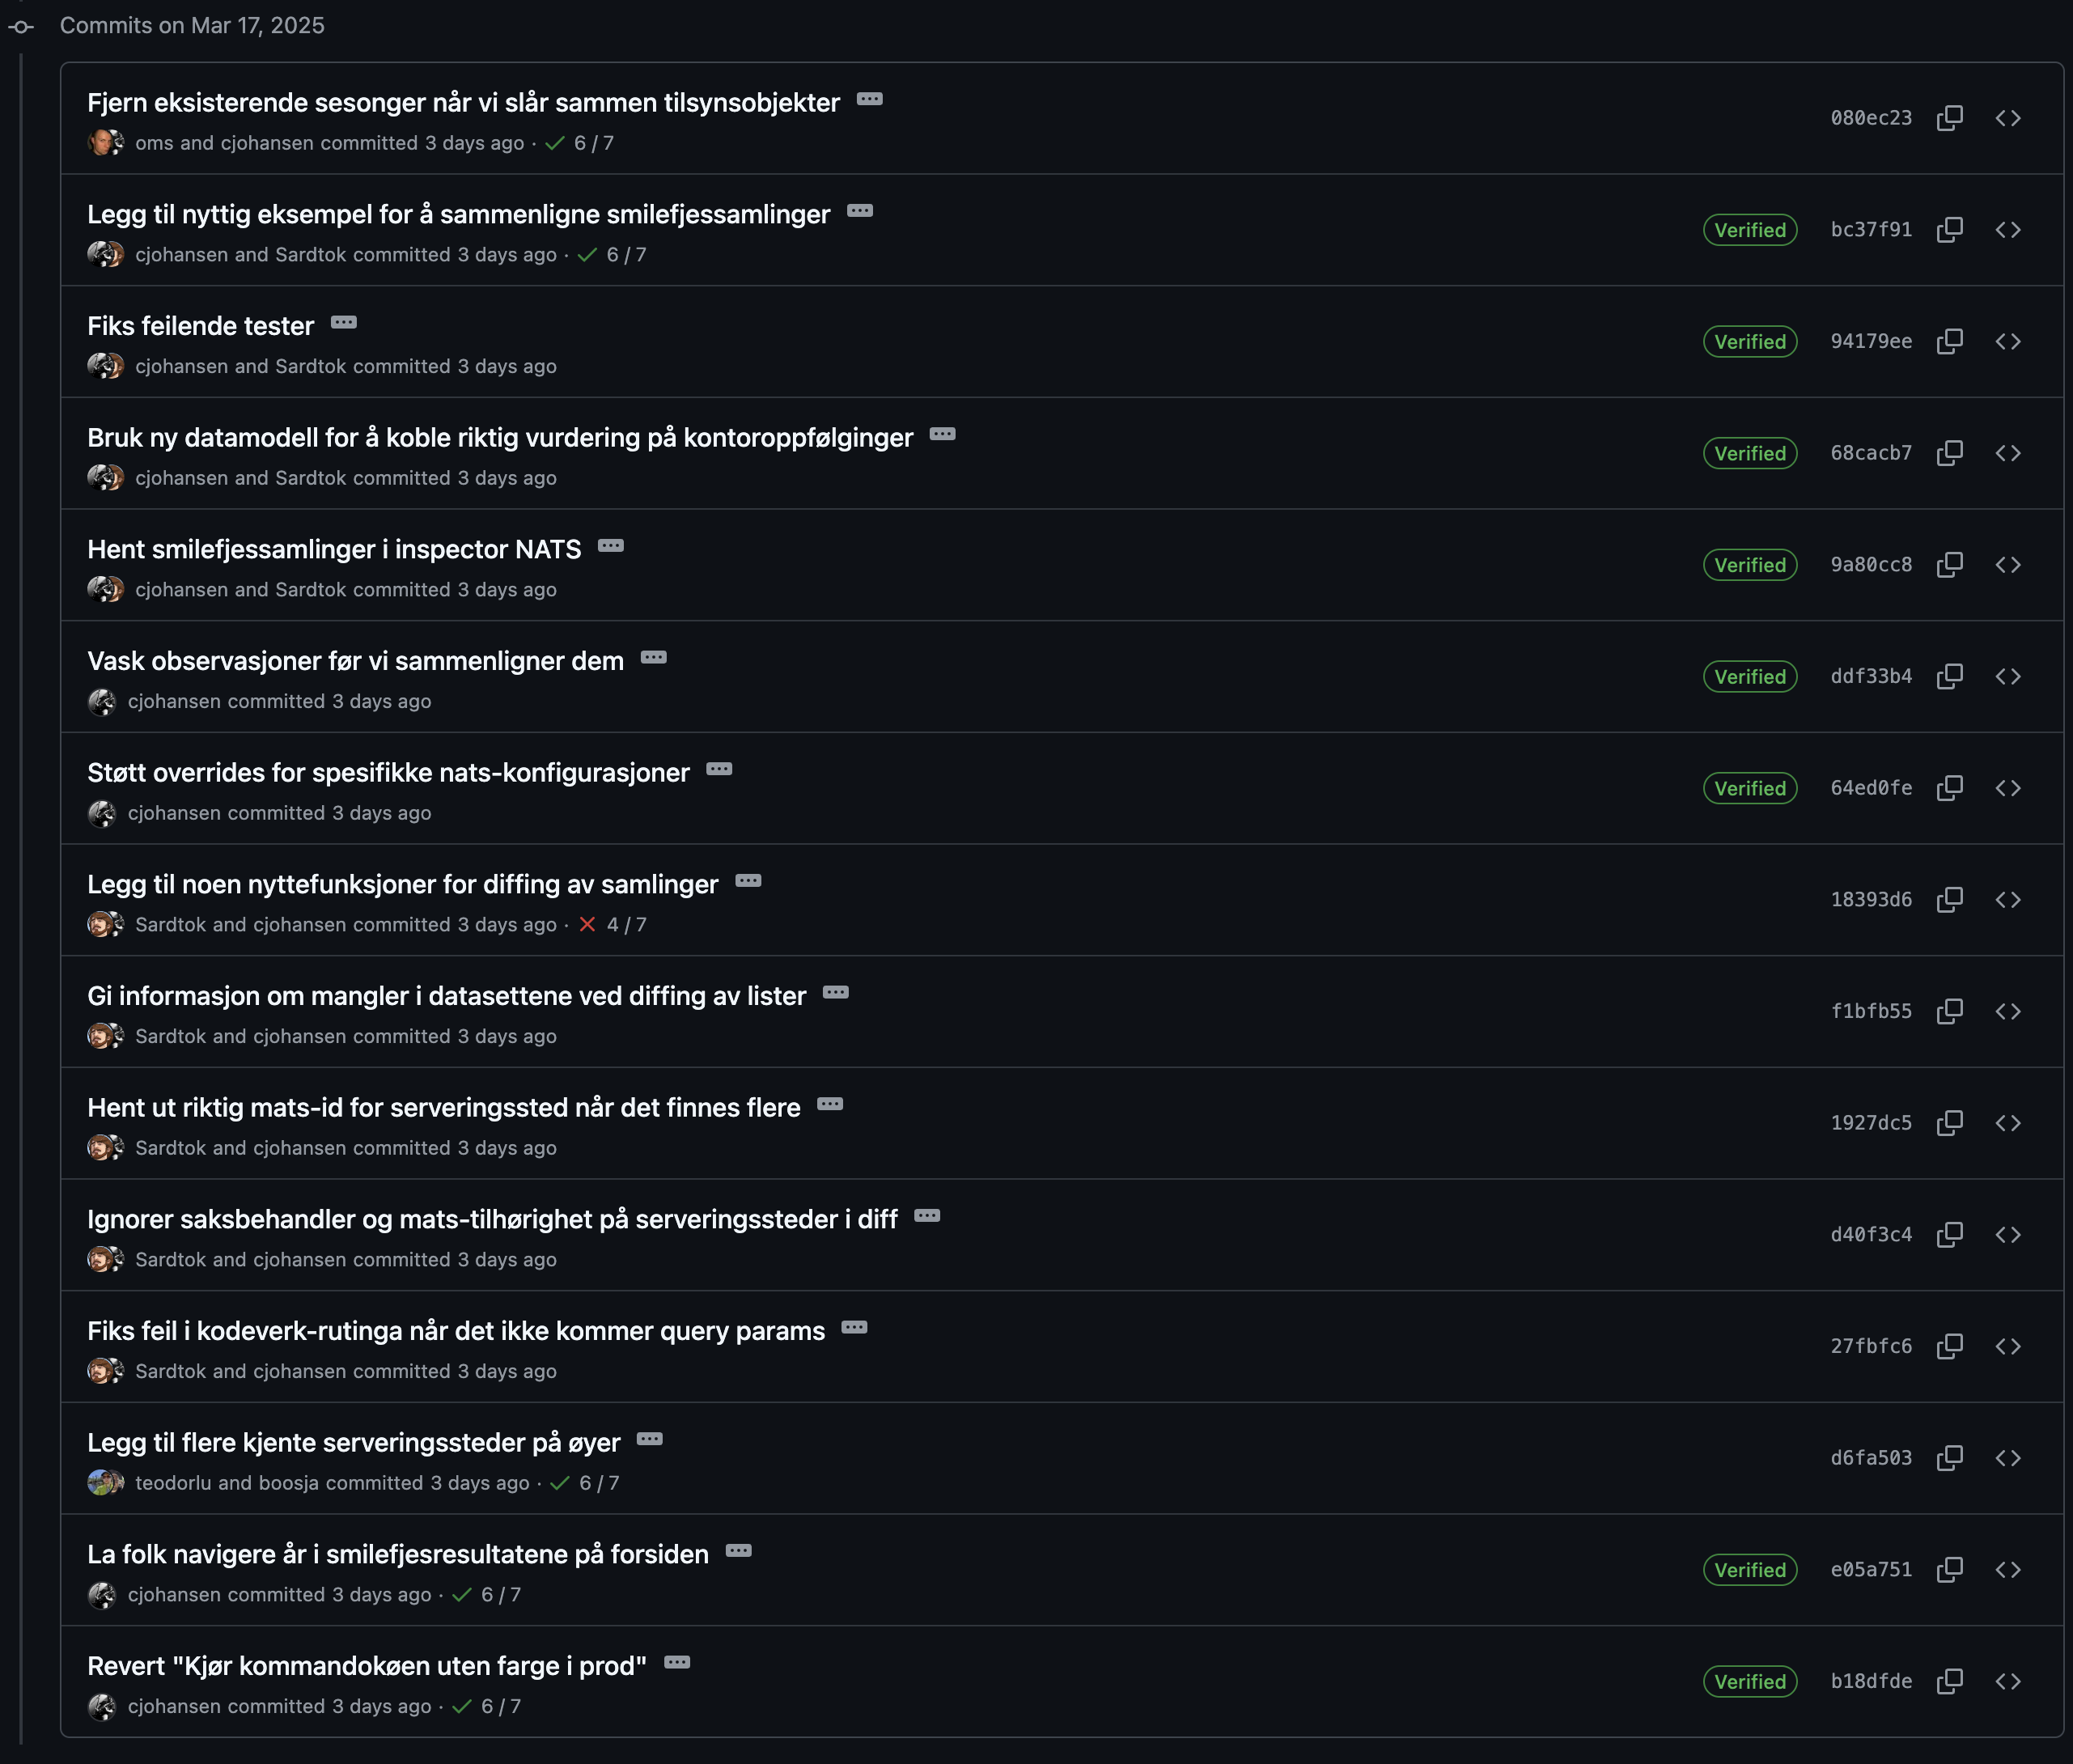 Commits on Mar 17, 2025
Fjern eksisterende sesonger når vi slår sammen tilsynsobjekter
oms and cjohansen committed 3 days ago · 6 / 7
080ec23
Legg til nyttig eksempel for å sammenligne smilefjessamlinger
cjohansen and Sardtok committed 3 days ago · 6 / 7
Verified bc37f91
Fiks feilende tester
cjohansen and Sardtok committed 3 days ago
Verified 94179ee
Bruk ny datamodell for å koble riktig vurdering på kontoroppfølginger
cjohansen and Sardtok committed 3 days ago
Verified 68cacb7
Hent smilefjessamlinger i inspector NATS
cjohansen and Sardtok committed 3 days ago
Verified 9a80cc8
Vask observasjoner før vi sammenligner dem
cjohansen committed 3 days ago
Verified ddf33b4
Støtt overrides for spesifikke nats-konfigurasjoner
cjohansen committed 3 days ago
Verified 64ed0fe
Legg til noen nyttefunksjoner for diffing av samlinger
Sardtok and cjohansen committed 3 days ago · 4 / 7
18393d6
Gi informasjon om mangler i datasettene ved diffing av lister
Sardtok and cjohansen committed 3 days ago
f1bfb55
Hent ut riktig mats-id for serveringssted når det finnes flere
Sardtok and cjohansen committed 3 days ago
1927dc5
Ignorer saksbehandler og mats-tilhørighet på serveringssteder i diff
Sardtok and cjohansen committed 3 days ago
d40f3c4
Fiks feil i kodeverk-rutinga når det ikke kommer query params
Sardtok and cjohansen committed 3 days ago
27fbfc6
Legg til flere kjente serveringssteder på øyer
teodorlu and boosja committed 3 days ago · 6 / 7
d6fa503
La folk navigere år i smilefjesresultatene på forsiden
cjohansen committed 3 days ago · 6 / 7
Verified e05a751
Revert "Kjør kommandokøen uten farge i prod"
cjohansen committed 3 days ago · 6 / 7
Verified b18dfde